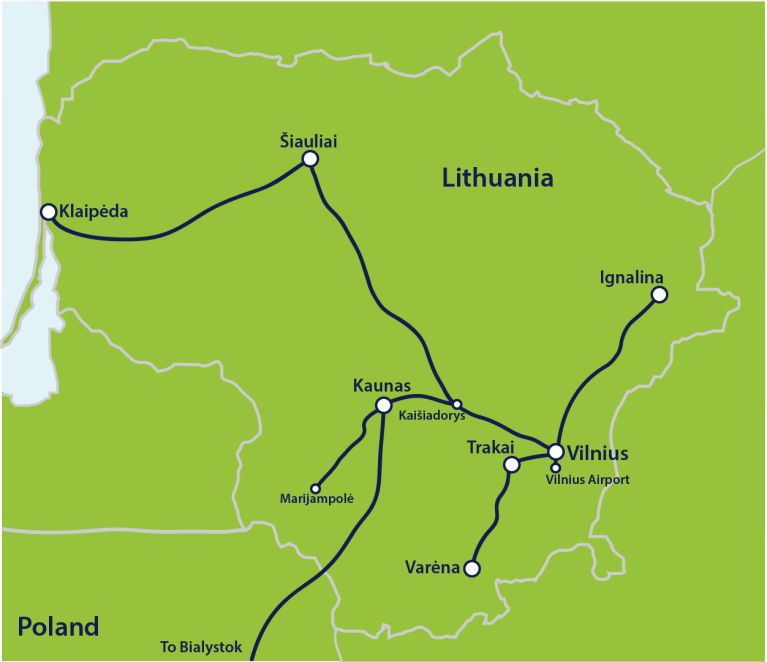 Šiauliai
Lithuania
Klaipėda
Ignalina
Kaunas
Kaišiadorys
Trakai
Vilnius
Vilnius Airport
Marijampolė
Varėna
Poland
To Bialystok